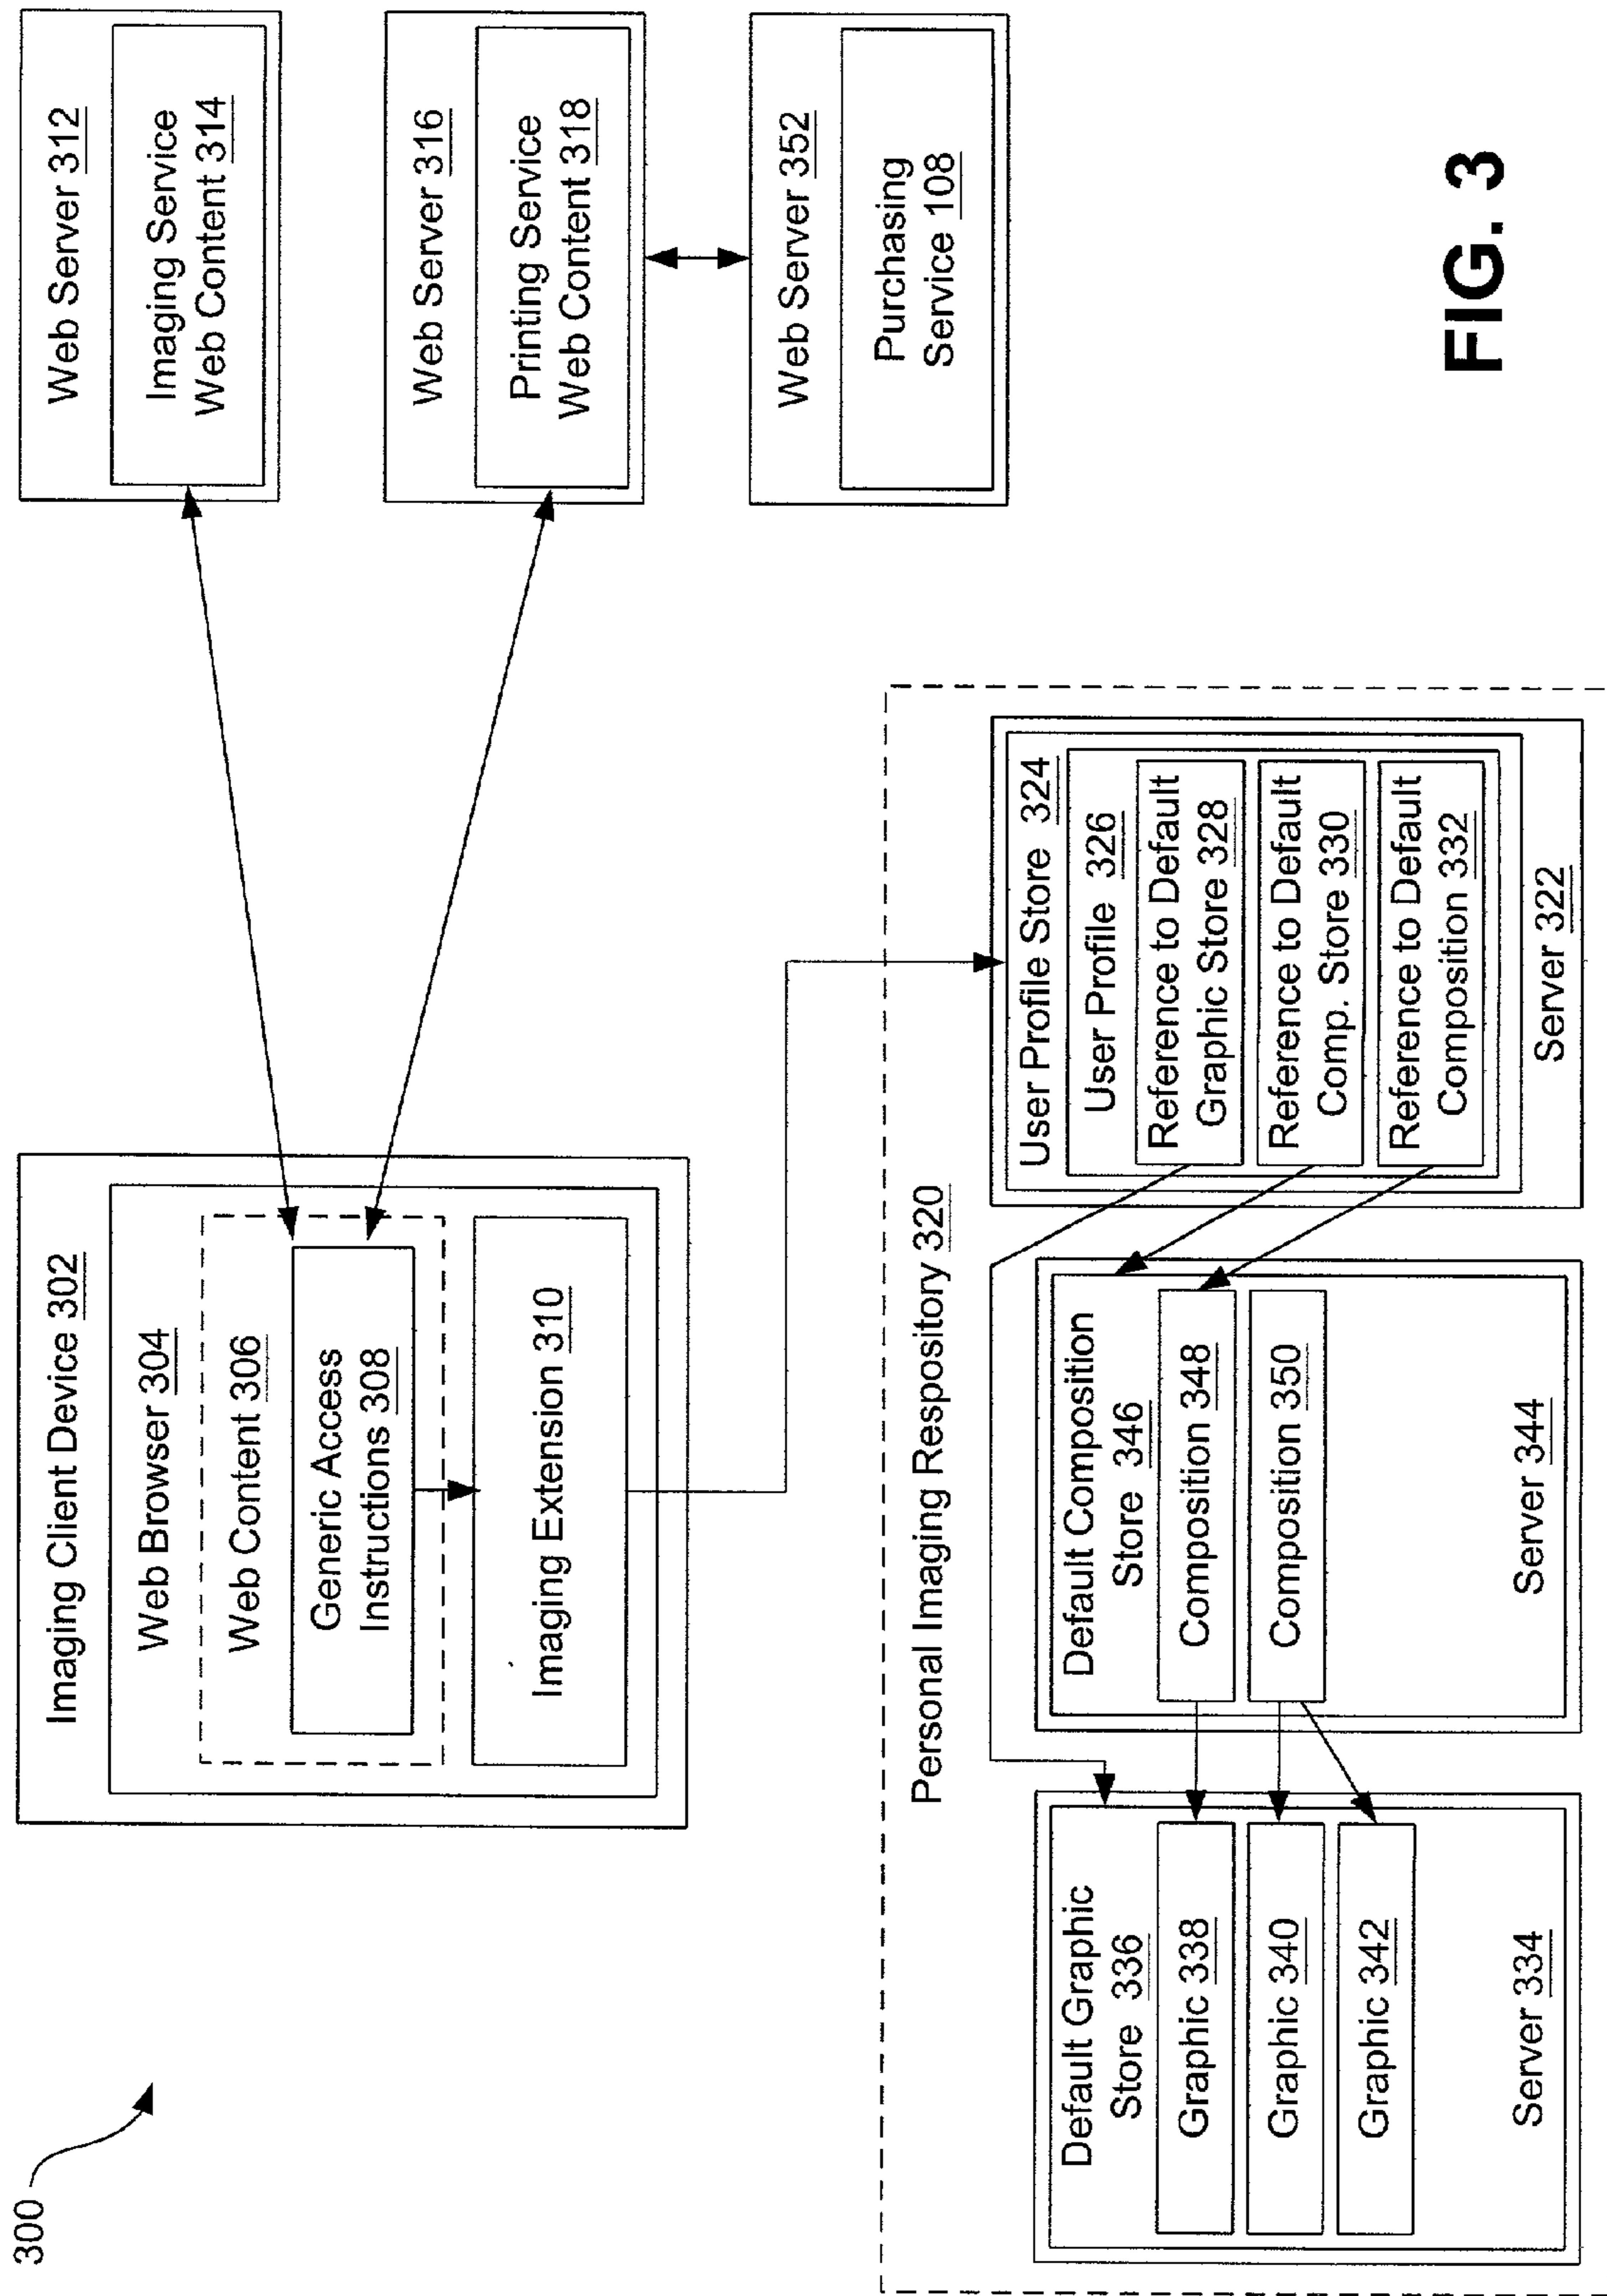 300
Imaging Client Device 302
Web Browser 304
Web Content 306
Generic Access
Instructions 308
Imaging Extension 310
Web Server 312
Imaging Service
Web Content 314
Web Server 316
Printing Service
Web Content 318
Web Server 352
Purchasing
Service 108
Personal Imaging Respository 320
Default Graphic
Store 336
Graphic 338
Graphic 340
Graphic 342
Server 334
Default Composition
Store 346
Composition 348
Composition 350
Server 344
User Profile Store 324
User Profile 326
Reference to Default
Graphic Store 328
Reference to Default
Comp. Store 330
Reference to Default
Composition 332
Server 322
FIG. 3